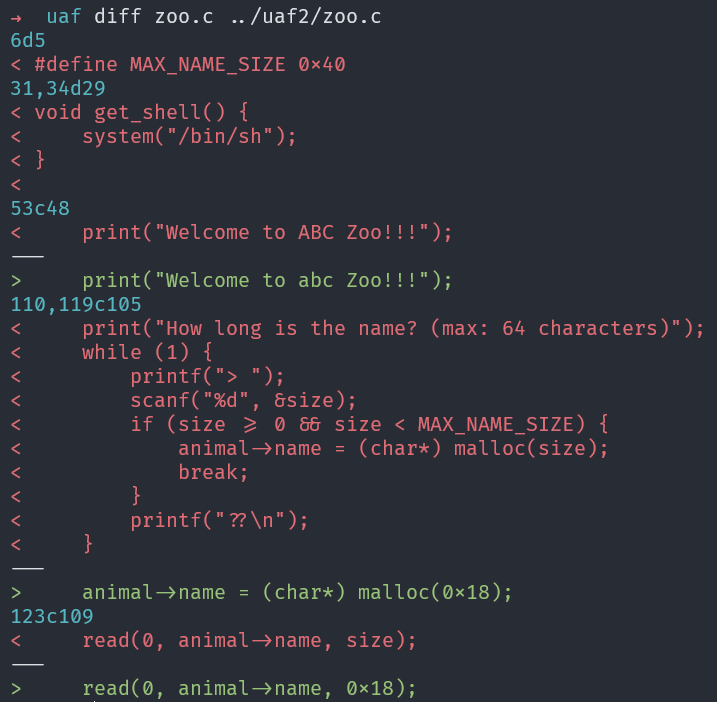 →  uaf diff zoo.c ../uaf2/zoo.c
6d5
< #define MAX_NAME_SIZE 0x40
31,34d29
< void get_shell() {
<     system("/bin/sh");
< }
<
53c48
<     print("Welcome to ABC Zoo!!!");
---
>     print("Welcome to abc Zoo!!!");
110,119c105
<     print("How long is the name? (max: 64 characters)");
<     while (1) {
<         printf("> ");
<         scanf("%d", &size);
<         if (size >= 0 && size < MAX_NAME_SIZE) {
<             animal->name = (char*) malloc(size);
<             break;
<         }
<         printf("??\n");
<     }
---
>     animal->name = (char*) malloc(0x18);
123c109
<     read(0, animal->name, size);
---
>     read(0, animal->name, 0x18);